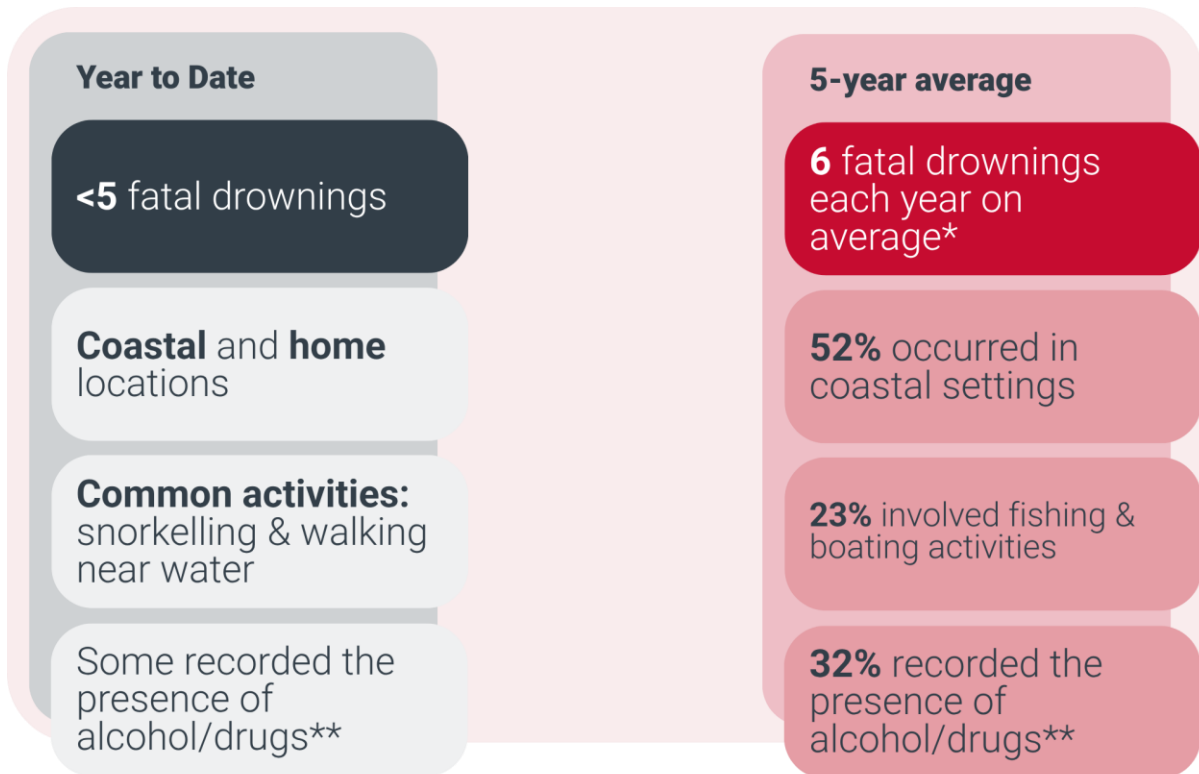 Year to Date
<5 fatal drownings
Coastal and home
locations
Common activities:
snorkelling & walking
near water
Some recorded the
presence of
alcohol/drugs**
5-year average
6 fatal drownings
each year on
average*
52% occurred in
coastal settings
23% involved fishing &
boating activities
32% recorded the
presence of
alcohol/drugs**